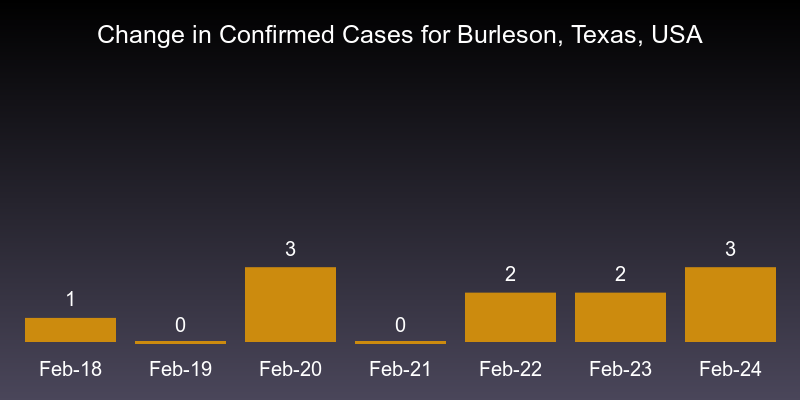 Change in Confirmed Cases for Burleson, Texas, USA
1 0 3 0 2 2 3
Feb-18 Feb-19 Feb-20 Feb-21 Feb-22 Feb-23 Feb-24